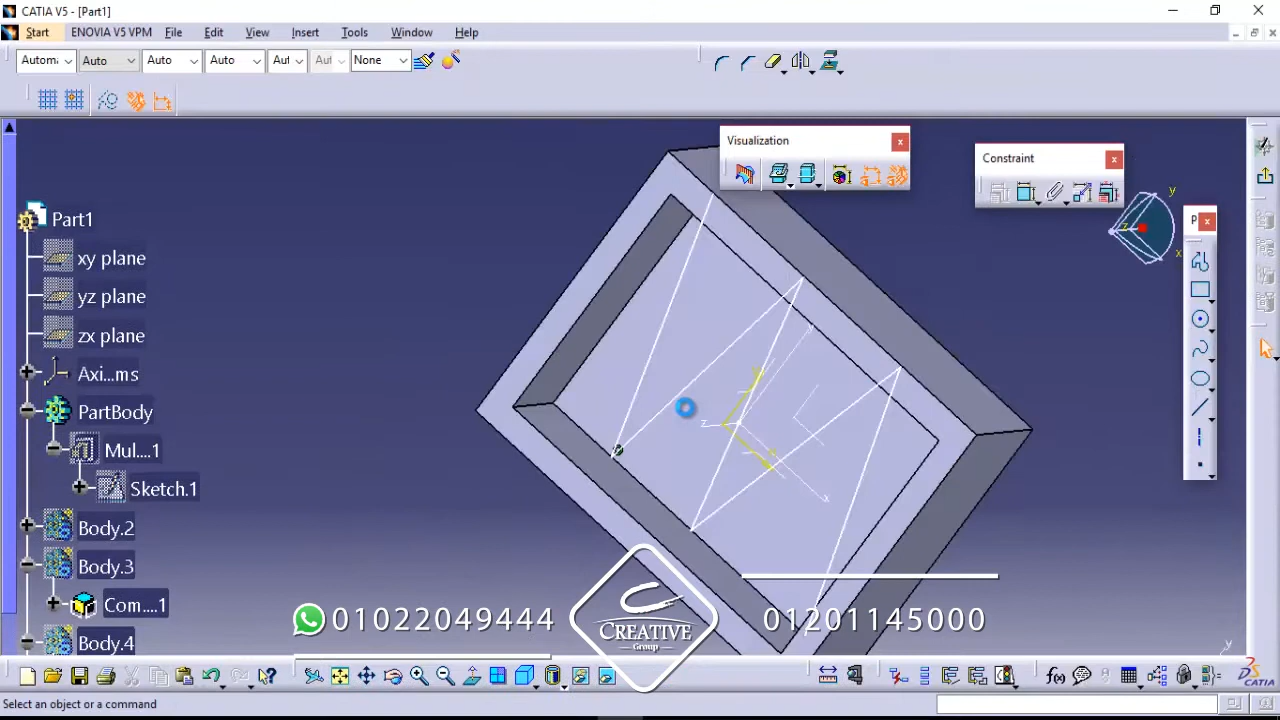 CATIA V5 - [Part1]
Start ENOVIA V5 VPM File Edit View Insert Tools Window Help
Auto Auto Auto Aut None
Visualization
Constraint
P
Part1
xy plane
yz plane
zx plane
Axi...ms
PartBody
Mul....1
Sketch.1
Body.2
Body.3
Com....1
Body.4
y
x
z
01022049444
CREATIVE
Group
01201145000
f(x)
CATIA
Select an object or a command